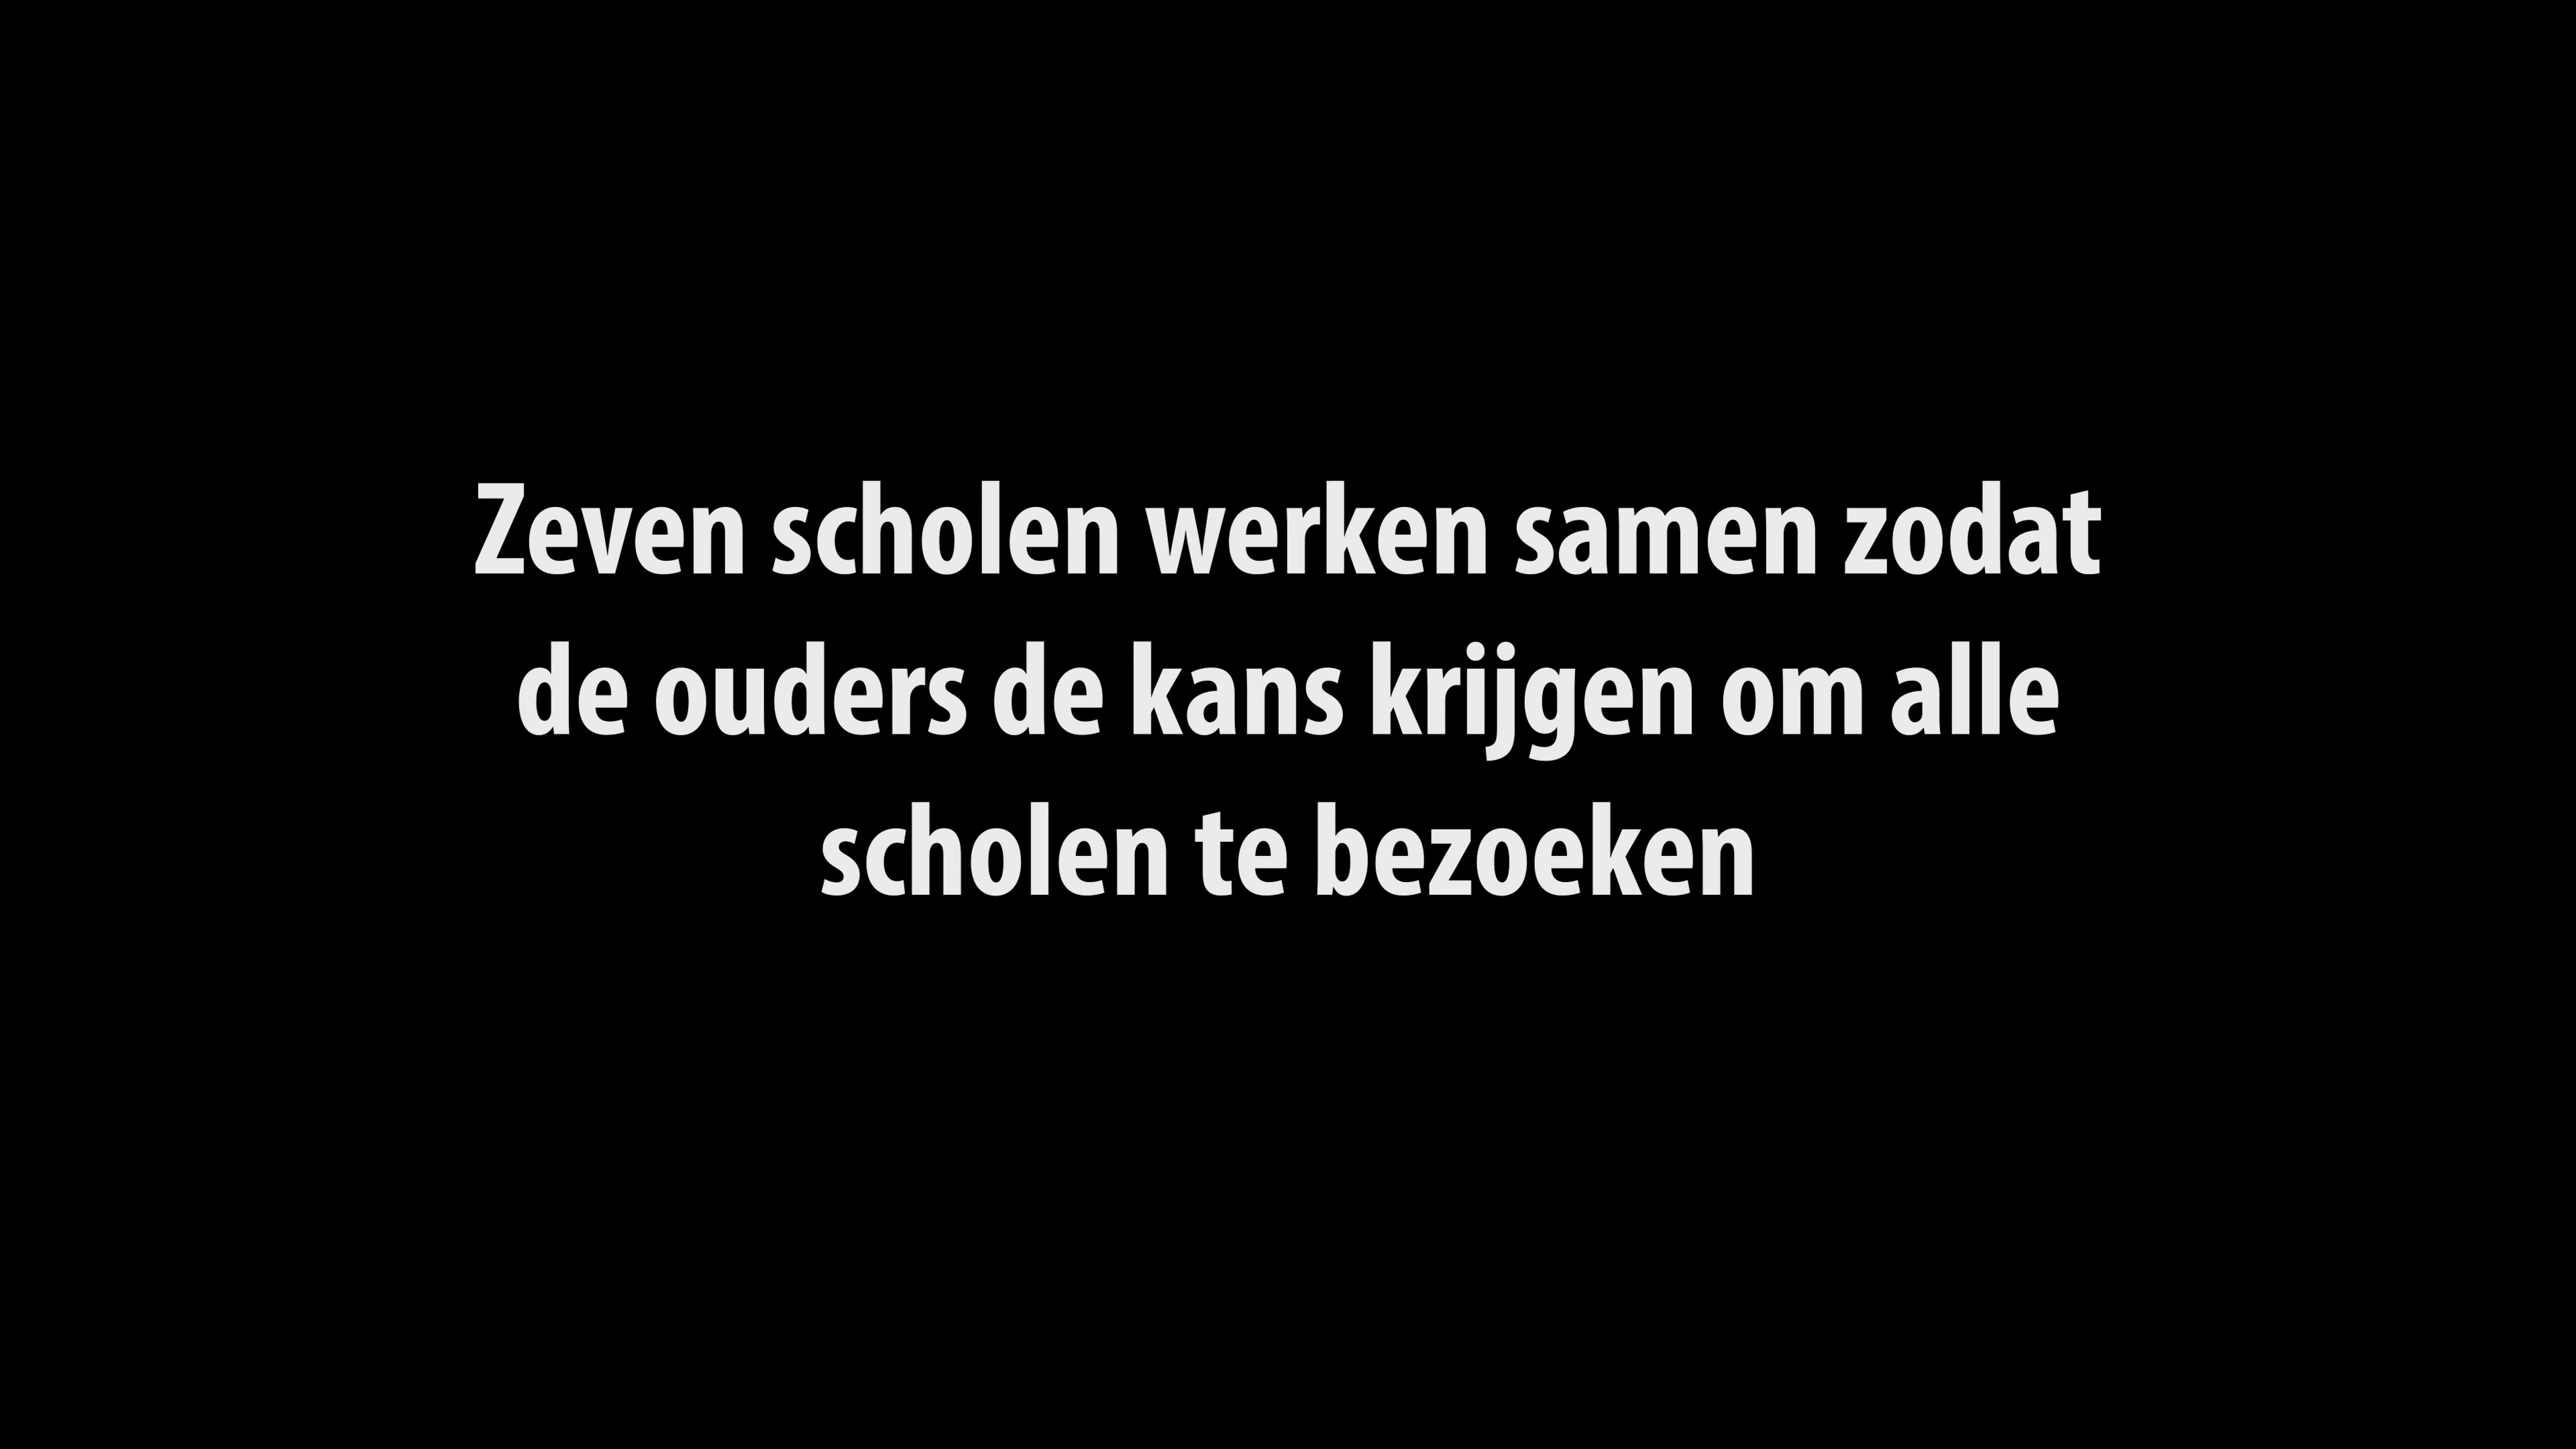 Zeven scholen werken samen zodat
de ouders de kans krijgen om alle
scholen te bezoeken